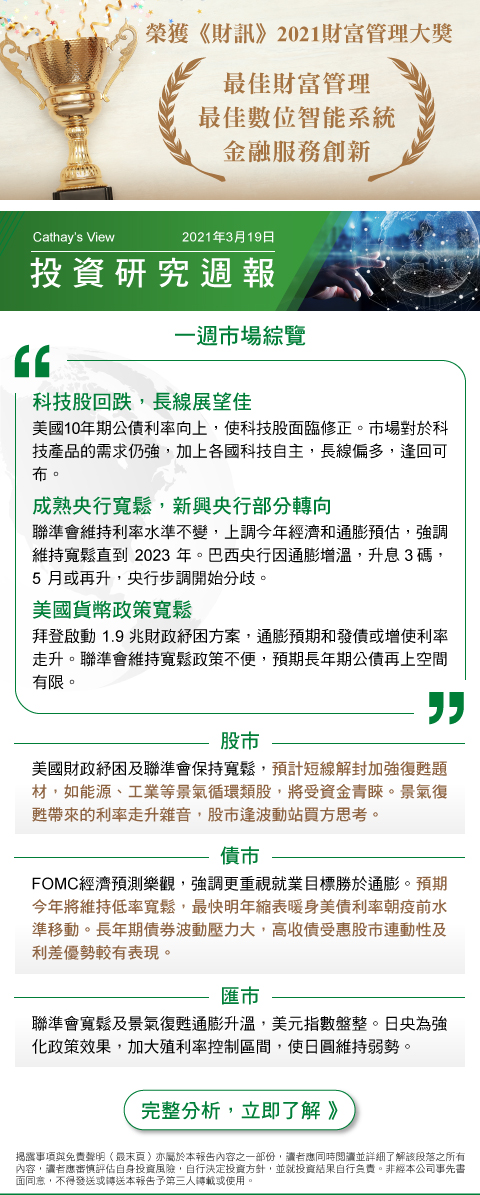 榮獲《財訊》2021財富管理大獎
最佳財富管理
最佳數位智能系統
金融服務創新
Cathay's View 2021年3月19日
投資研究週報
一週市場綜覽
科技股回跌，長線展望佳
美國10年期公債利率向上，使科技股面臨修正。市場對於科
技產品的需求仍強，加上各國科技自主，長線偏多，逢回可
布。
成熟央行寬鬆，新興央行部分轉向
聯準會維持利率水準不變，上調今年經濟和通膨預估，強調
維持寬鬆直到 2023 年。巴西央行因通膨增溫，升息 3 碼，
5 月或再升，央行步調開始分歧。
美國貨幣政策寬鬆
拜登啟動 1.9 兆財政紓困方案，通膨預期和發債或增使利率
走升。聯準會維持寬鬆政策不便，預期長年期公債再上空間
有限。
股市
美國財政紓困及聯準會保持寬鬆，預計短線解封加強復甦題
材，如能源、工業等景氣循環類股，將受資金青睞。景氣復
甦帶來的利率走升雜音，股市逢波動站買方思考。
債市
FOMC經濟預測樂觀，強調更重視就業目標勝於通膨。預期
今年將維持低率寬鬆，最快明年縮表暖身美債利率朝疫前水
準移動。長年期債券波動壓力大，高收債受惠股市連動性及
利差優勢較有表現。
匯市
聯準會寬鬆及景氣復甦通膨升溫，美元指數盤整。日央為強
化政策效果，加大殖利率控制區間，使日圓維持弱勢。
完整分析，立即了解 》
揭露事項與免責聲明（最末頁）亦屬於本報告內容之一部份，讀者應同時閱讀並詳細了解該段落之所有
內容，讀者應審慎評估自身投資風險，自行決定投資方針，並就投資結果自行負責。非經本公司事先書
面同意，不得發送或轉送本報告予第三人轉載或使用。